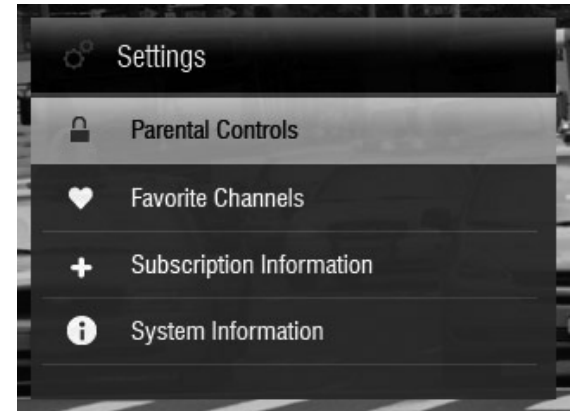 Settings
Parental Controls
Favorite Channels
Subscription Information
System Information